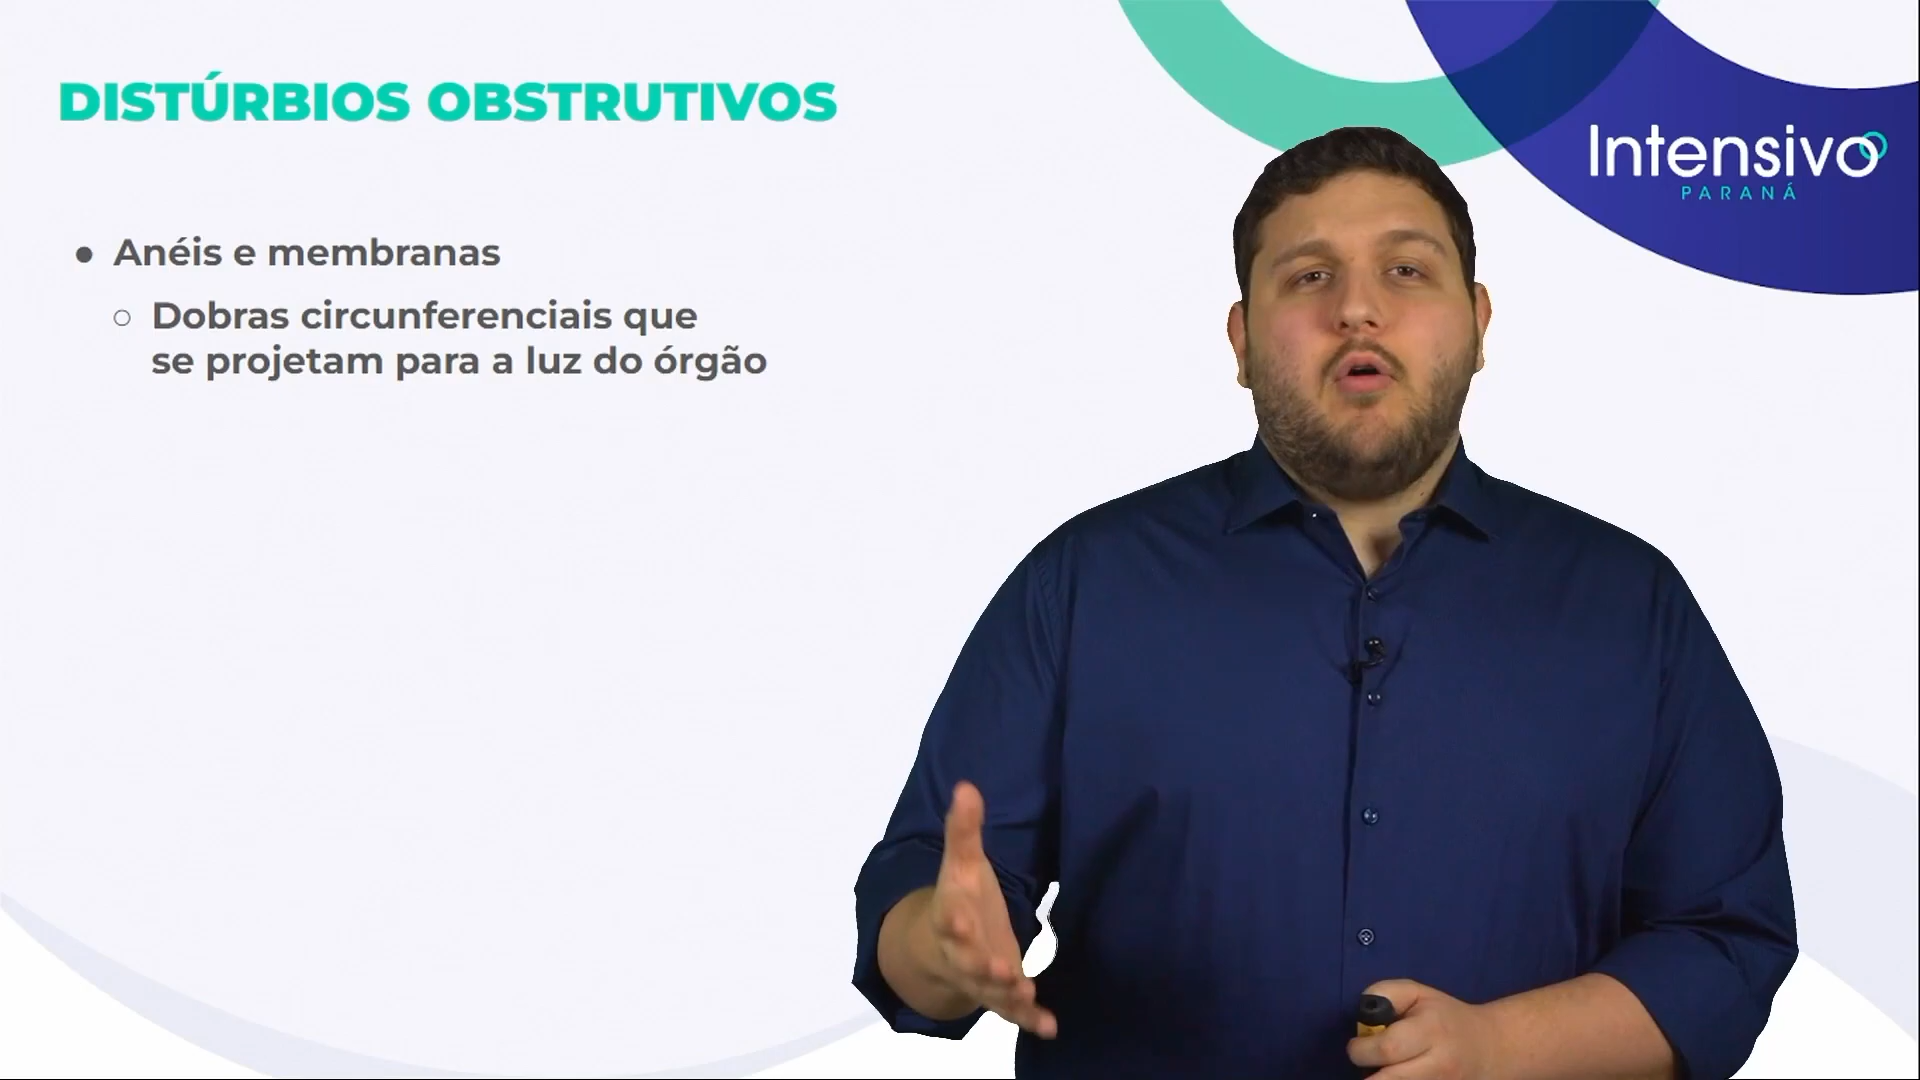 DISTÚRBIOS OBSTRUTIVOS
Intensivo
PARANÁ
● Anéis e membranas
○ Dobras circunferenciais que
se projetam para a luz do órgão